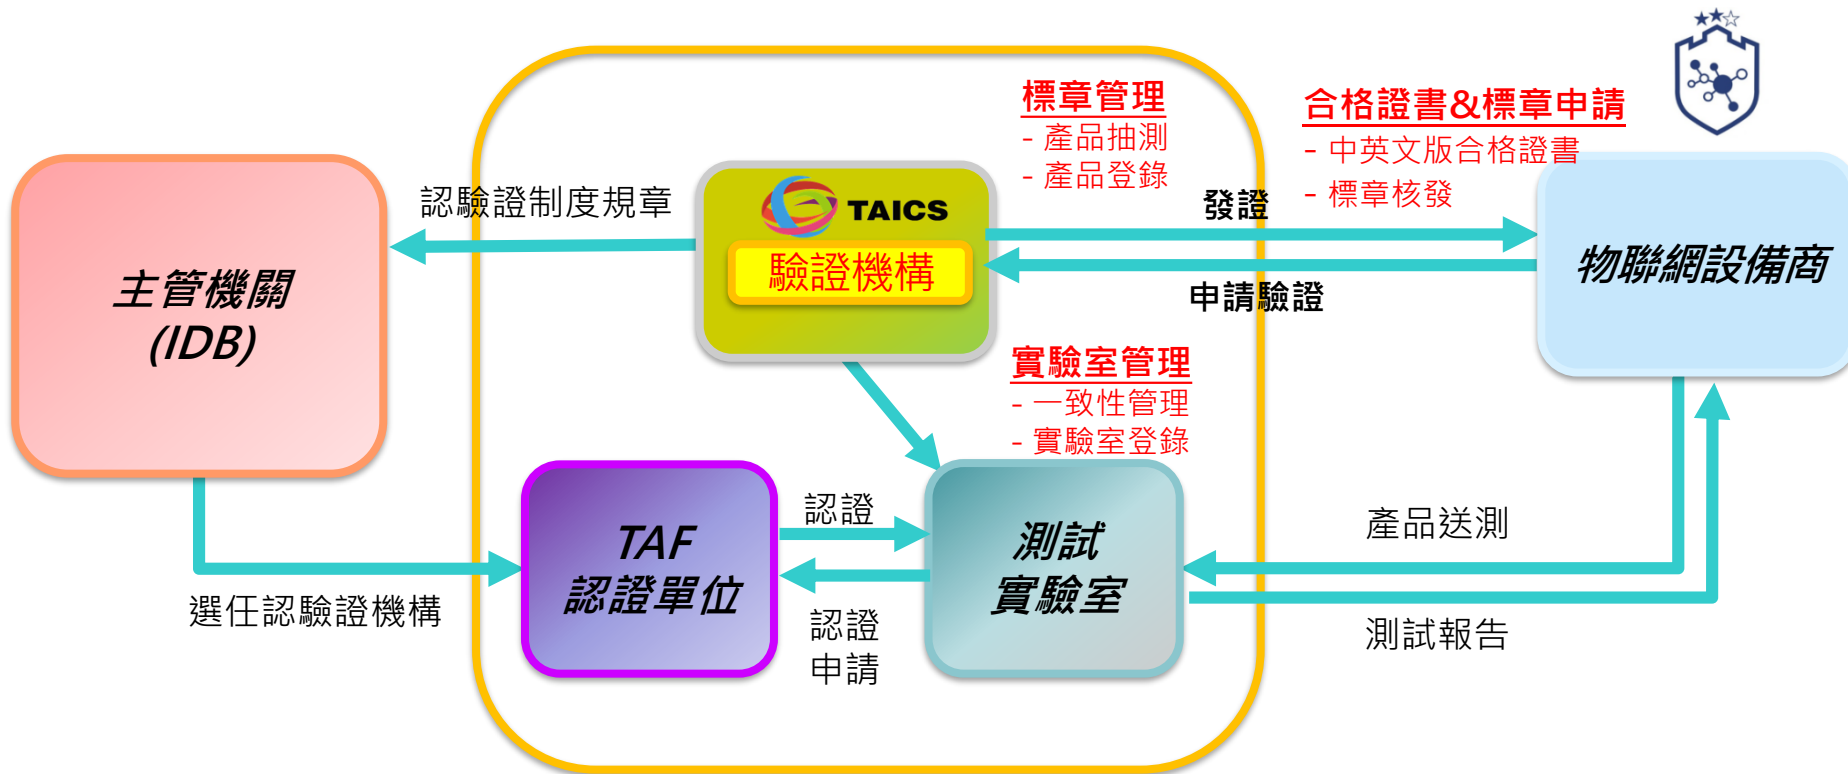 標章管理
- 產品抽測
- 產品登錄
合格證書&標章申請
- 中英文版合格證書
- 標章核發
認驗證制度規章
TAICS
驗證機構
發證
申請驗證
物聯網設備商
主管機關
(IDB)
實驗室管理
- 一致性管理
- 實驗室登錄
TAF
認證單位
認證
認證
申請
測試
實驗室
產品送測
測試報告
選任認驗證機構